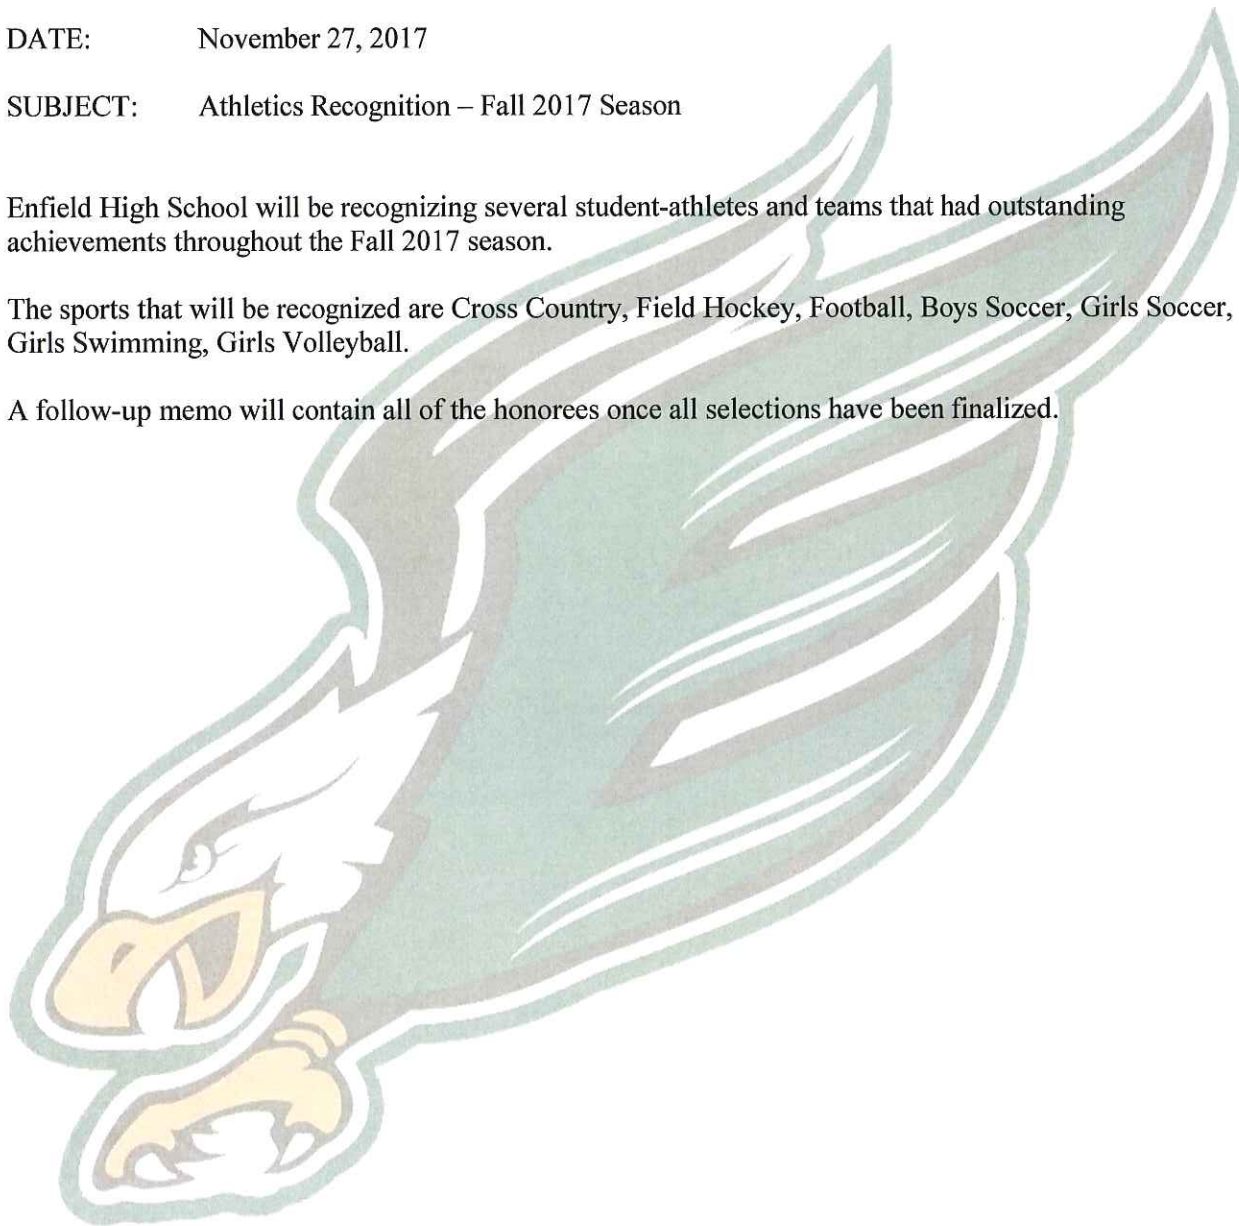 DATE: November 27, 2017
SUBJECT: Athletics Recognition – Fall 2017 Season
Enfield High School will be recognizing several student-athletes and teams that had outstanding
achievements throughout the Fall 2017 season.
The sports that will be recognized are Cross Country, Field Hockey, Football, Boys Soccer, Girls Soccer,
Girls Swimming, Girls Volleyball.
A follow-up memo will contain all of the honorees once all selections have been finalized.